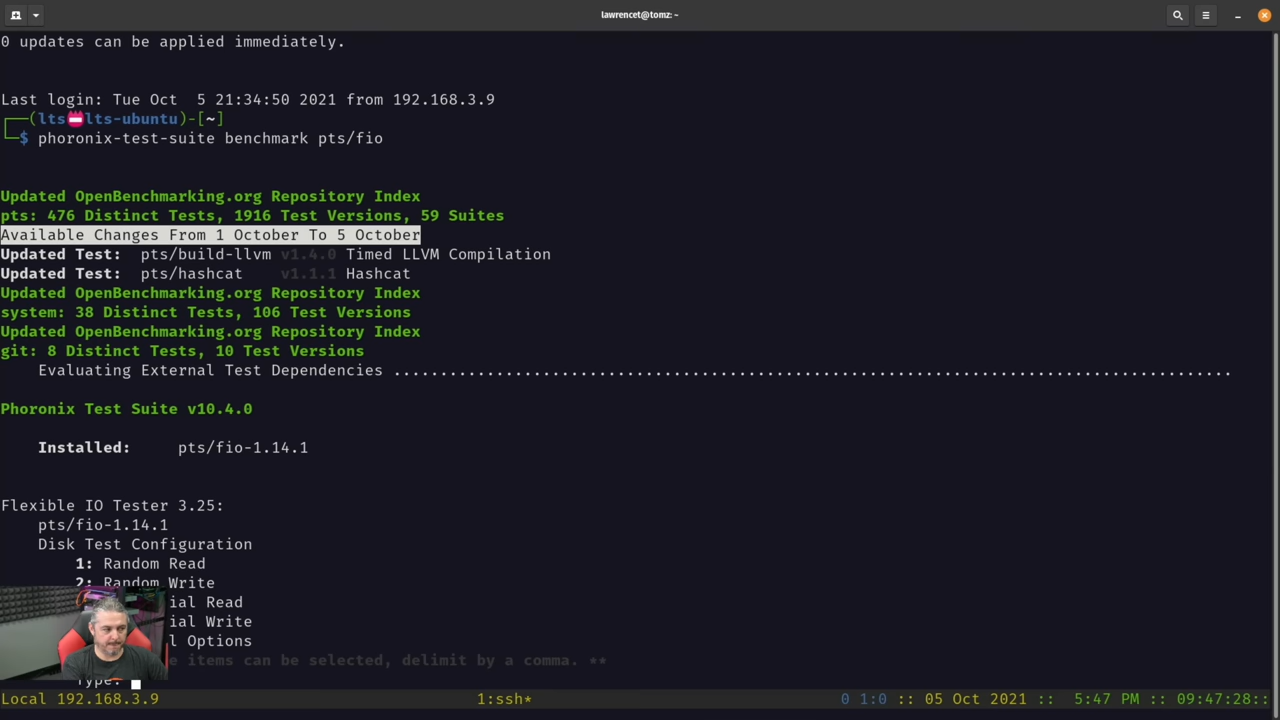 lawrencet@tomz: ~
0 updates can be applied immediately.
Last login: Tue Oct  5 21:34:50 2021 from 192.168.3.9
┌──(lts📛lts-ubuntu)-[~]
└─$ phoronix-test-suite benchmark pts/fio
Updated OpenBenchmarking.org Repository Index
pts: 476 Distinct Tests, 1916 Test Versions, 59 Suites
Available Changes From 1 October To 5 October
Updated Test:  pts/build-llvm v1.4.0 Timed LLVM Compilation
Updated Test:  pts/hashcat    v1.1.1 Hashcat
Updated OpenBenchmarking.org Repository Index
system: 38 Distinct Tests, 106 Test Versions
Updated OpenBenchmarking.org Repository Index
git: 8 Distinct Tests, 10 Test Versions
Evaluating External Test Dependencies ..........................................................................................
Phoronix Test Suite v10.4.0
Installed:     pts/fio-1.14.1
Flexible IO Tester 3.25:
pts/fio-1.14.1
Disk Test Configuration
1: Random Read
2: Random Write
ial Read
ial Write
l Options
e items can be selected, delimit by a comma. **
Type:
Local 192.168.3.9 1:ssh* 0 1:0 :: 05 Oct 2021 ::  5:47 PM :: 09:47:28::